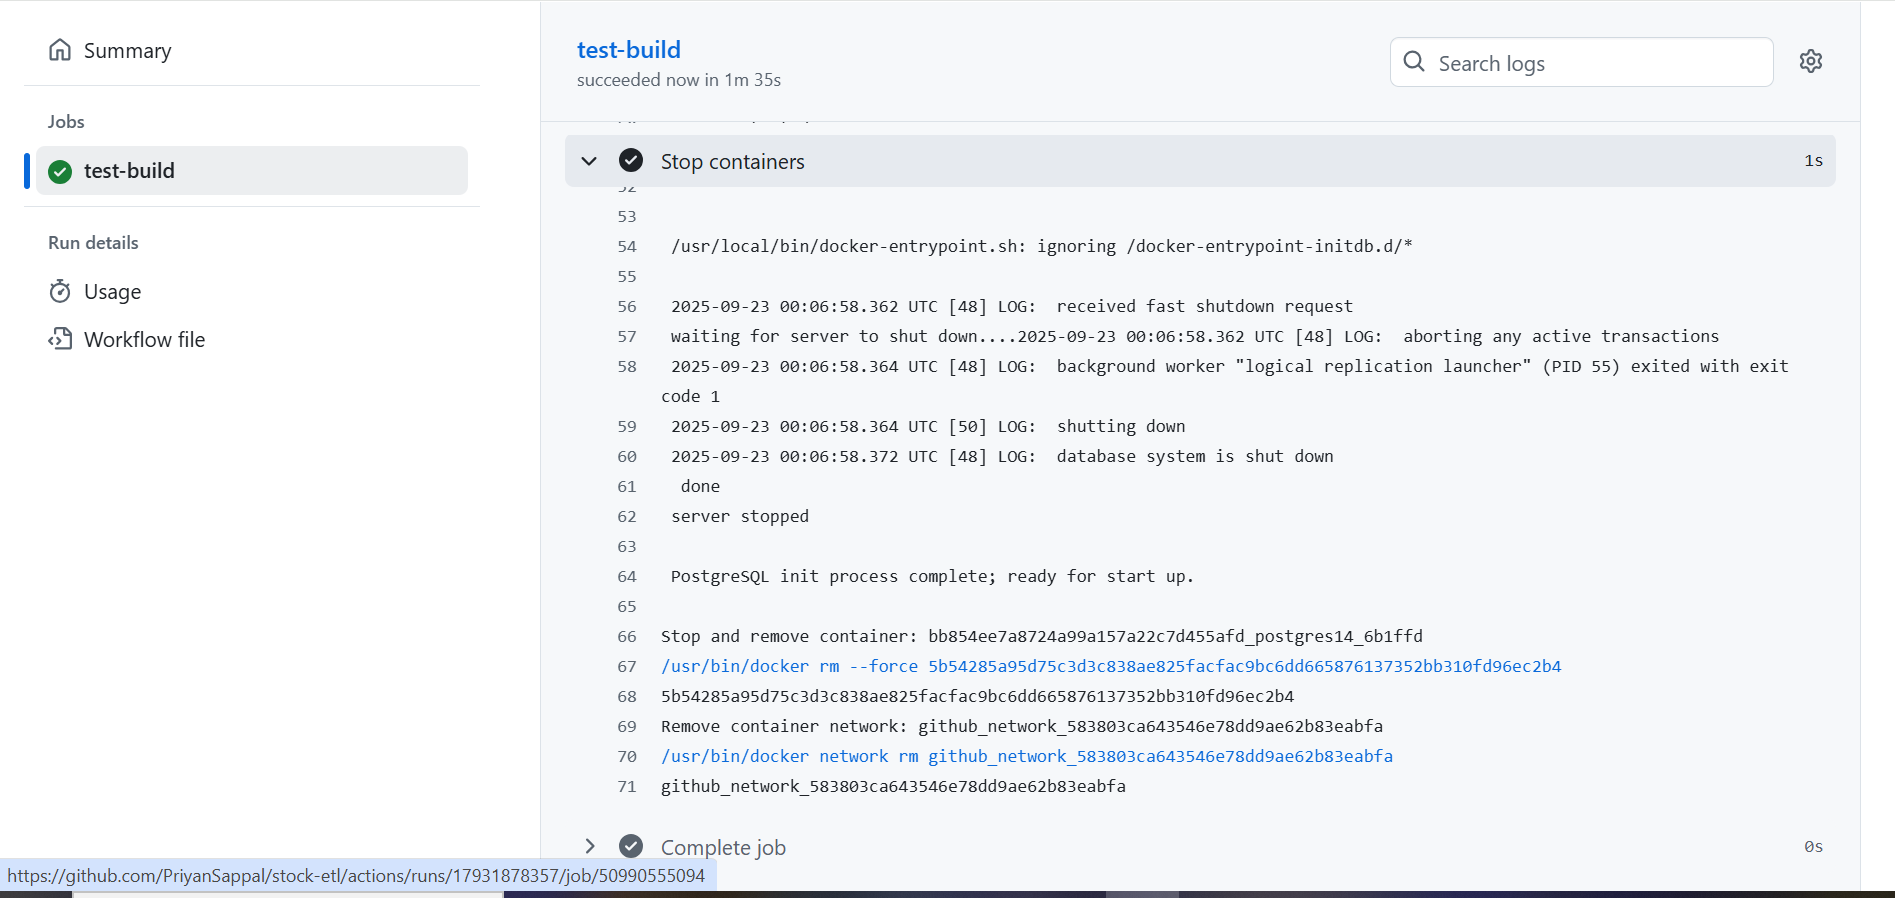 Summary
Jobs
test-build
Run details
Usage
Workflow file
test-build
succeeded now in 1m 35s
Search logs
Stop containers
1s
52
53
54 /usr/local/bin/docker-entrypoint.sh: ignoring /docker-entrypoint-initdb.d/*
55
56 2025-09-23 00:06:58.362 UTC [48] LOG:  received fast shutdown request
57 waiting for server to shut down....2025-09-23 00:06:58.362 UTC [48] LOG:  aborting any active transactions
58 2025-09-23 00:06:58.364 UTC [48] LOG:  background worker "logical replication launcher" (PID 55) exited with exit
code 1
59 2025-09-23 00:06:58.364 UTC [50] LOG:  shutting down
60 2025-09-23 00:06:58.372 UTC [48] LOG:  database system is shut down
61 done
62 server stopped
63
64 PostgreSQL init process complete; ready for start up.
65
66 Stop and remove container: bb854ee7a8724a99a157a22c7d455afd_postgres14_6b1ffd
67 /usr/bin/docker rm --force 5b54285a95d75c3d3c838ae825facfac9bc6dd665876137352bb310fd96ec2b4
68 5b54285a95d75c3d3c838ae825facfac9bc6dd665876137352bb310fd96ec2b4
69 Remove container network: github_network_583803ca643546e78dd9ae62b83eabfa
70 /usr/bin/docker network rm github_network_583803ca643546e78dd9ae62b83eabfa
71 github_network_583803ca643546e78dd9ae62b83eabfa
Complete job
0s
https://github.com/PriyanSappal/stock-etl/actions/runs/17931878357/job/50990555094